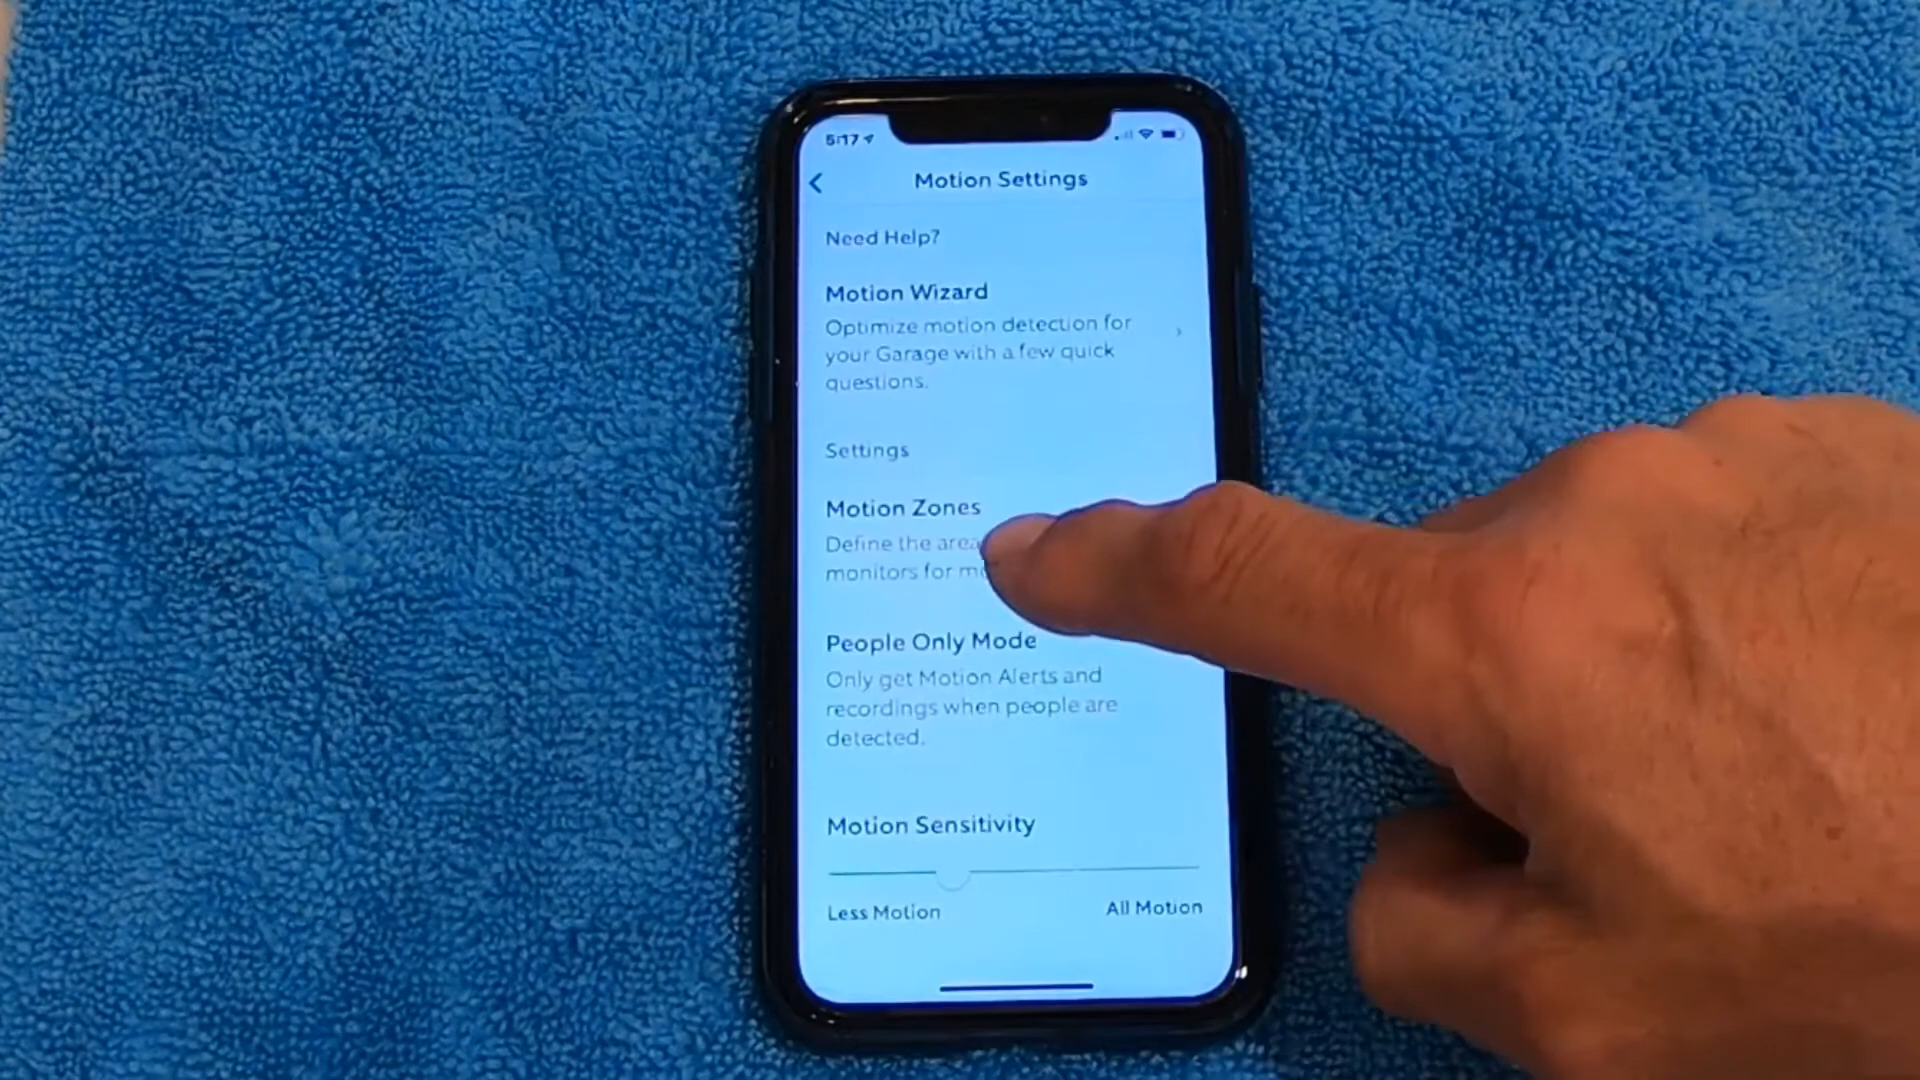 5:17
Motion Settings
Need Help?
Motion Wizard
Optimize motion detection for
your Garage with a few quick
questions.
Settings
Motion Zones
Define the area
monitors for
People Only Mode
Only get Motion Alerts and
recordings when people are
detected.
Motion Sensitivity
Less Motion
All Motion